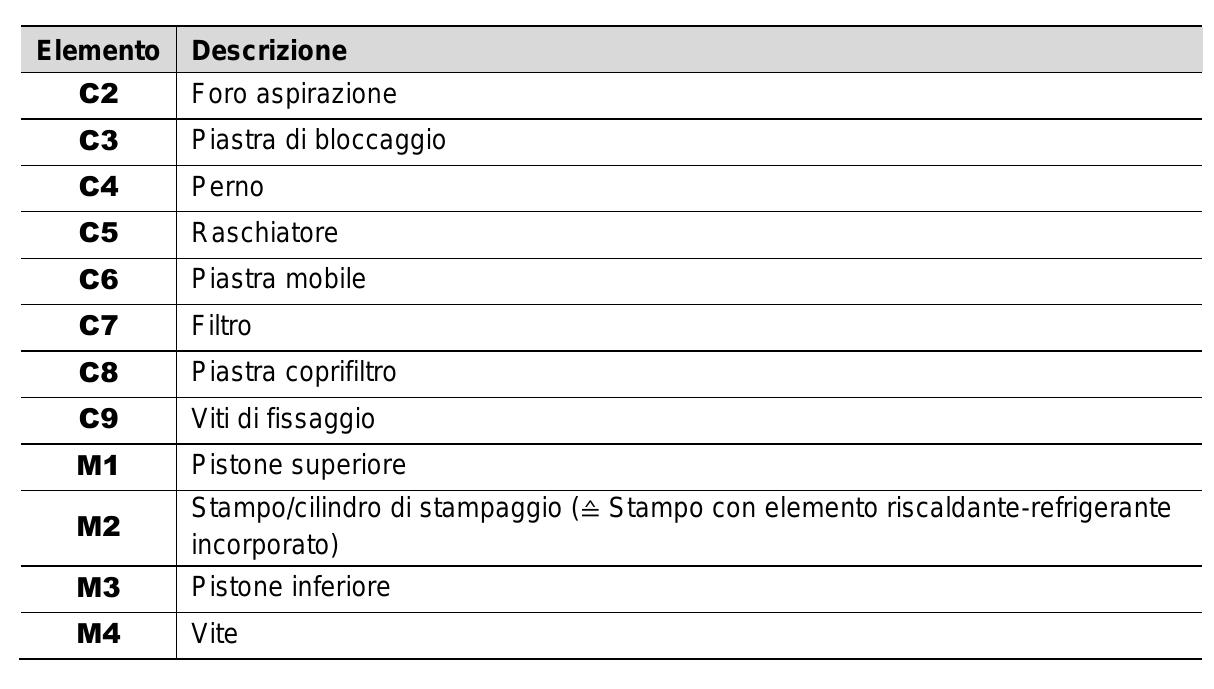 Elemento Descrizione
C2 Foro aspirazione
C3 Piastra di bloccaggio
C4 Perno
C5 Raschiatore
C6 Piastra mobile
C7 Filtro
C8 Piastra coprifiltro
C9 Viti di fissaggio
M1 Pistone superiore
M2 Stampo/cilindro di stampaggio (≙ Stampo con elemento riscaldante-refrigerante
incorporato)
M3 Pistone inferiore
M4 Vite